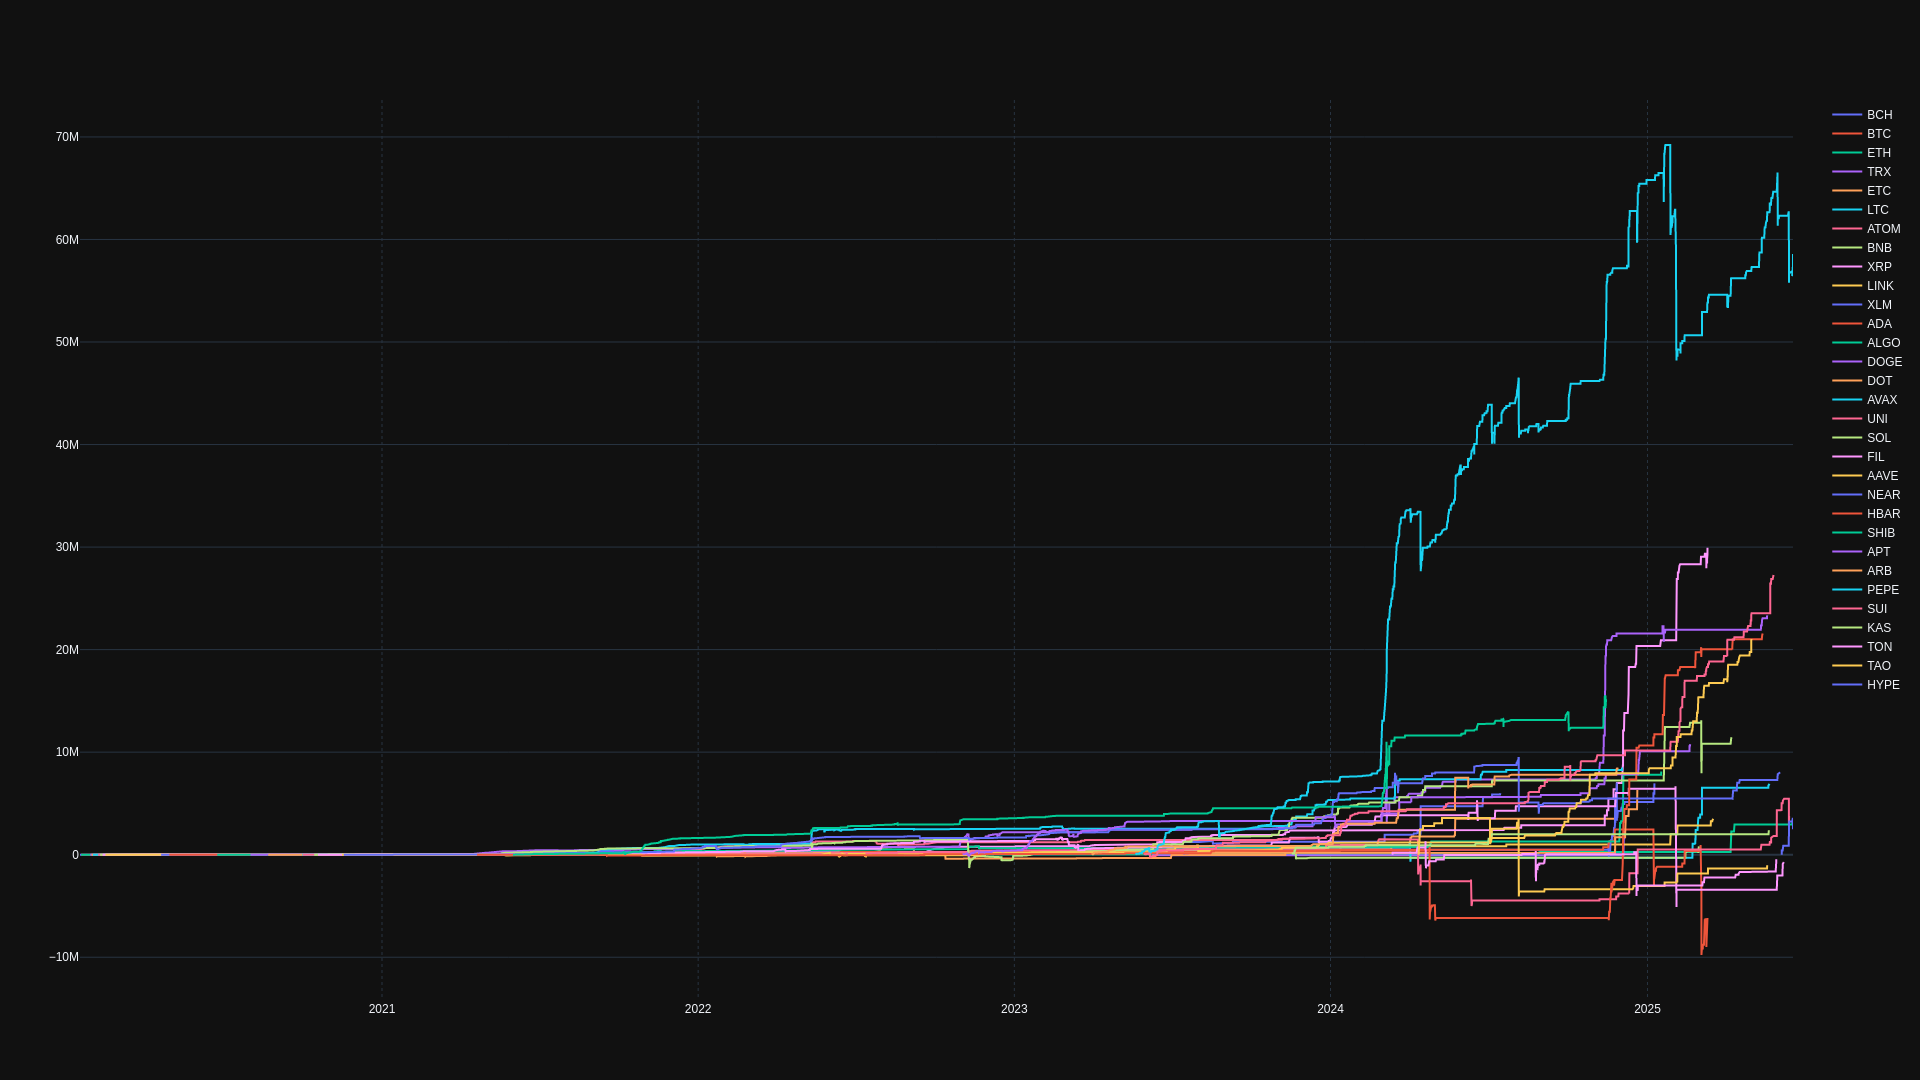 70M
60M
50M
40M
30M
20M
10M
0
−10M
2021
2022
2023
2024
2025
BCH
BTC
ETH
TRX
ETC
LTC
ATOM
BNB
XRP
LINK
XLM
ADA
ALGO
DOGE
DOT
AVAX
UNI
SOL
FIL
AAVE
NEAR
HBAR
SHIB
APT
ARB
PEPE
SUI
KAS
TON
TAO
HYPE